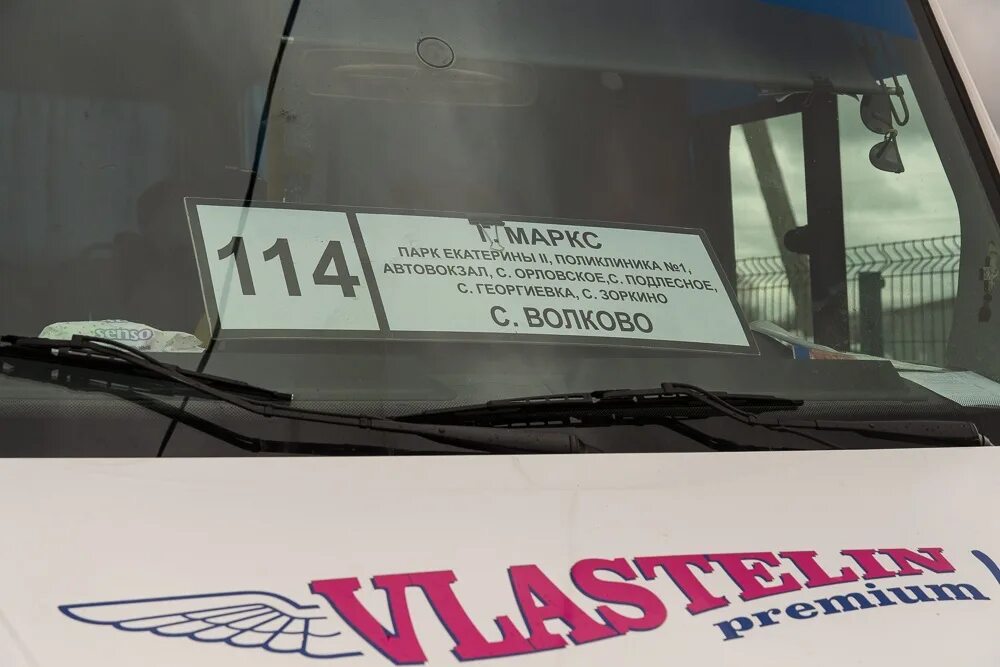 114
Г. МАРКС
ПАРК ЕКАТЕРИНЫ II, ПОЛИКЛИНИКА №1,
АВТОВОКЗАЛ, С. ОРЛОВСКОЕ,С. ПОДЛЕСНОЕ,
С. ГЕОРГИЕВКА, С. ЗОРКИНО
С. ВОЛКОВО
senso
VLASTELIN
premium